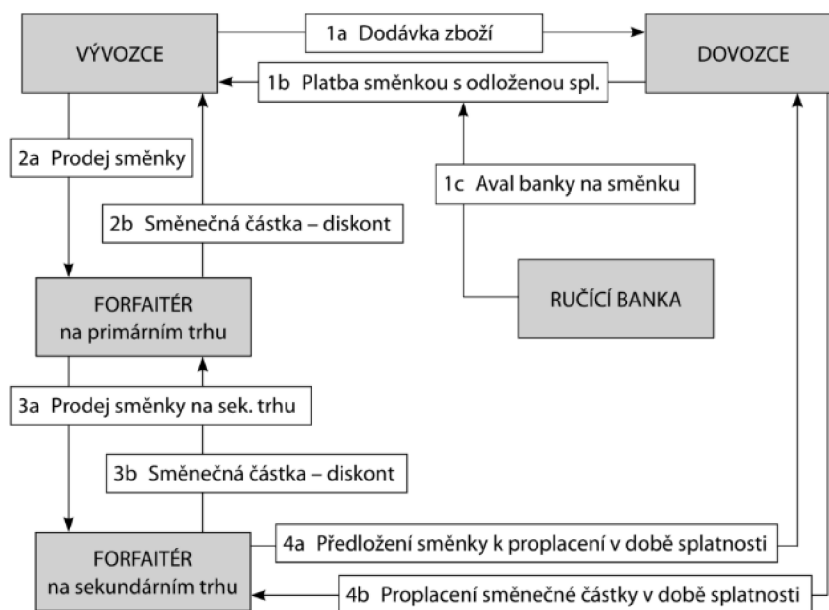 1a Dodávka zboží
VÝVOZCE
DOVOZCE
1b Platba směnkou s odloženou spl.
2a Prodej směnky
1c Aval banky na směnku
2b Směnečná částka – diskont
FORFAITÉR
na primárním trhu
RUČÍCÍ BANKA
3a Prodej směnky na sek. trhu
3b Směnečná částka – diskont
4a Předložení směnky k proplacení v době splatnosti
FORFAITÉR
na sekundárním trhu
4b Proplacení směnečné částky v době splatnosti